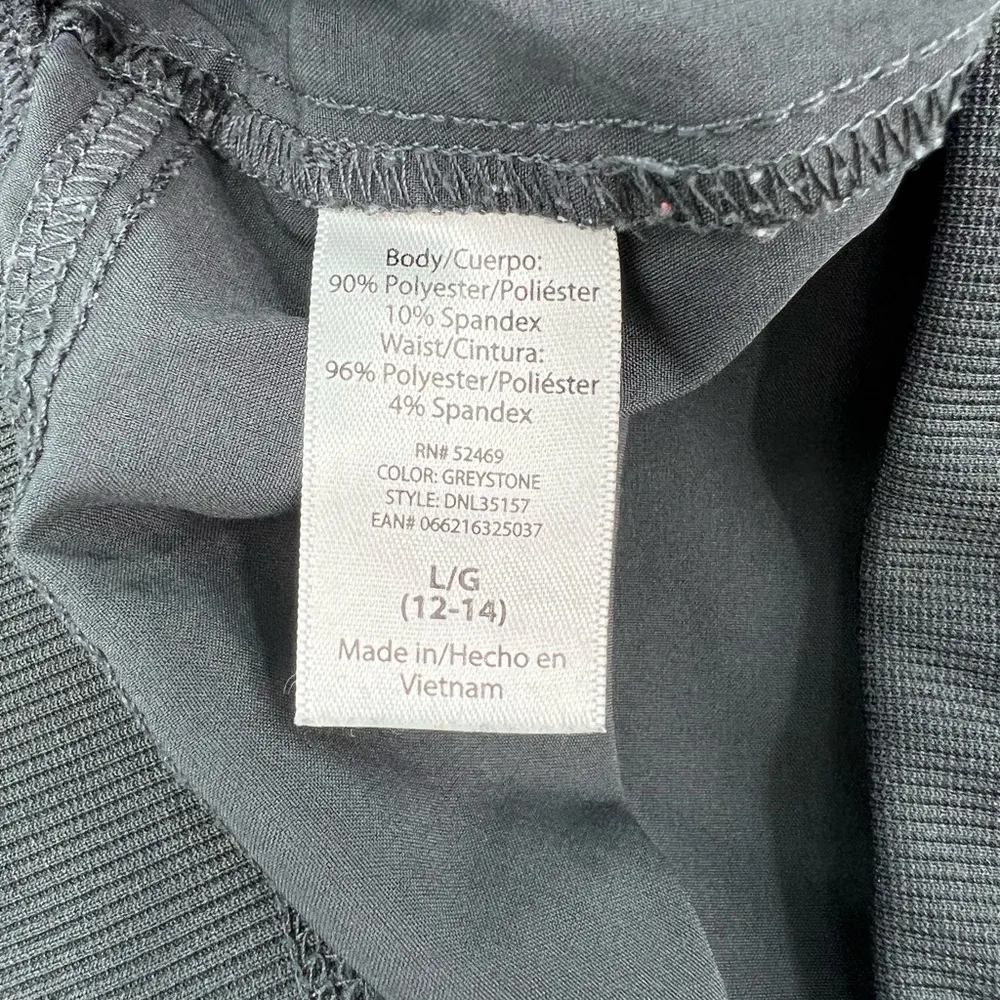 Body/Cuerpo:
90% Polyester/Poliéster
10% Spandex
Waist/Cintura:
96% Polyester/Poliéster
4% Spandex
RN# 52469
COLOR: GREYSTONE
STYLE: DNL35157
EAN# 066216325037
L/G
(12-14)
Made in/Hecho en
Vietnam